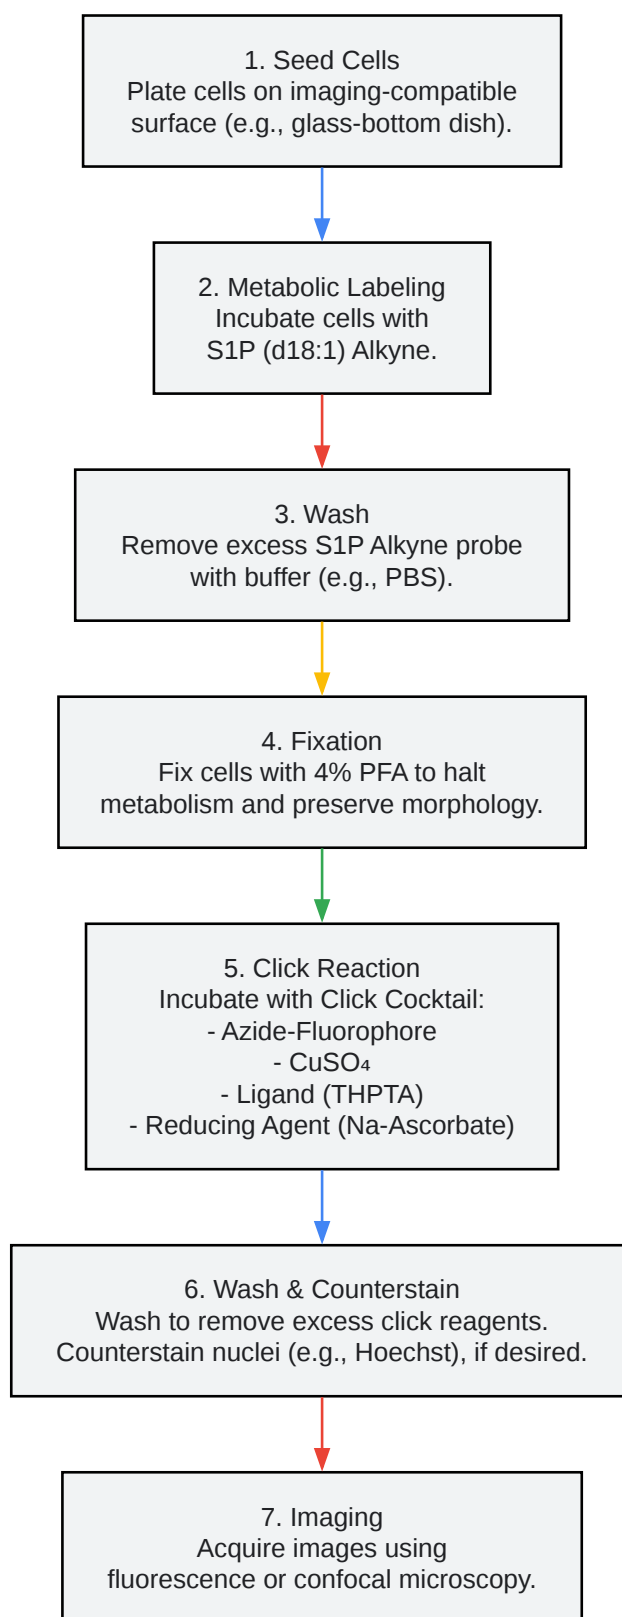 1. Seed Cells
Plate cells on imaging-compatible
surface (e.g., glass-bottom dish).
2. Metabolic Labeling
Incubate cells with
S1P (d18:1) Alkyne.
3. Wash
Remove excess S1P Alkyne probe
with buffer (e.g., PBS).
4. Fixation
Fix cells with 4% PFA to halt
metabolism and preserve morphology.
5. Click Reaction
Incubate with Click Cocktail:
- Azide-Fluorophore
- CuSO₄
- Ligand (THPTA)
- Reducing Agent (Na-Ascorbate)
6. Wash & Counterstain
Wash to remove excess click reagents.
Counterstain nuclei (e.g., Hoechst), if desired.
7. Imaging
Acquire images using
fluorescence or confocal microscopy.